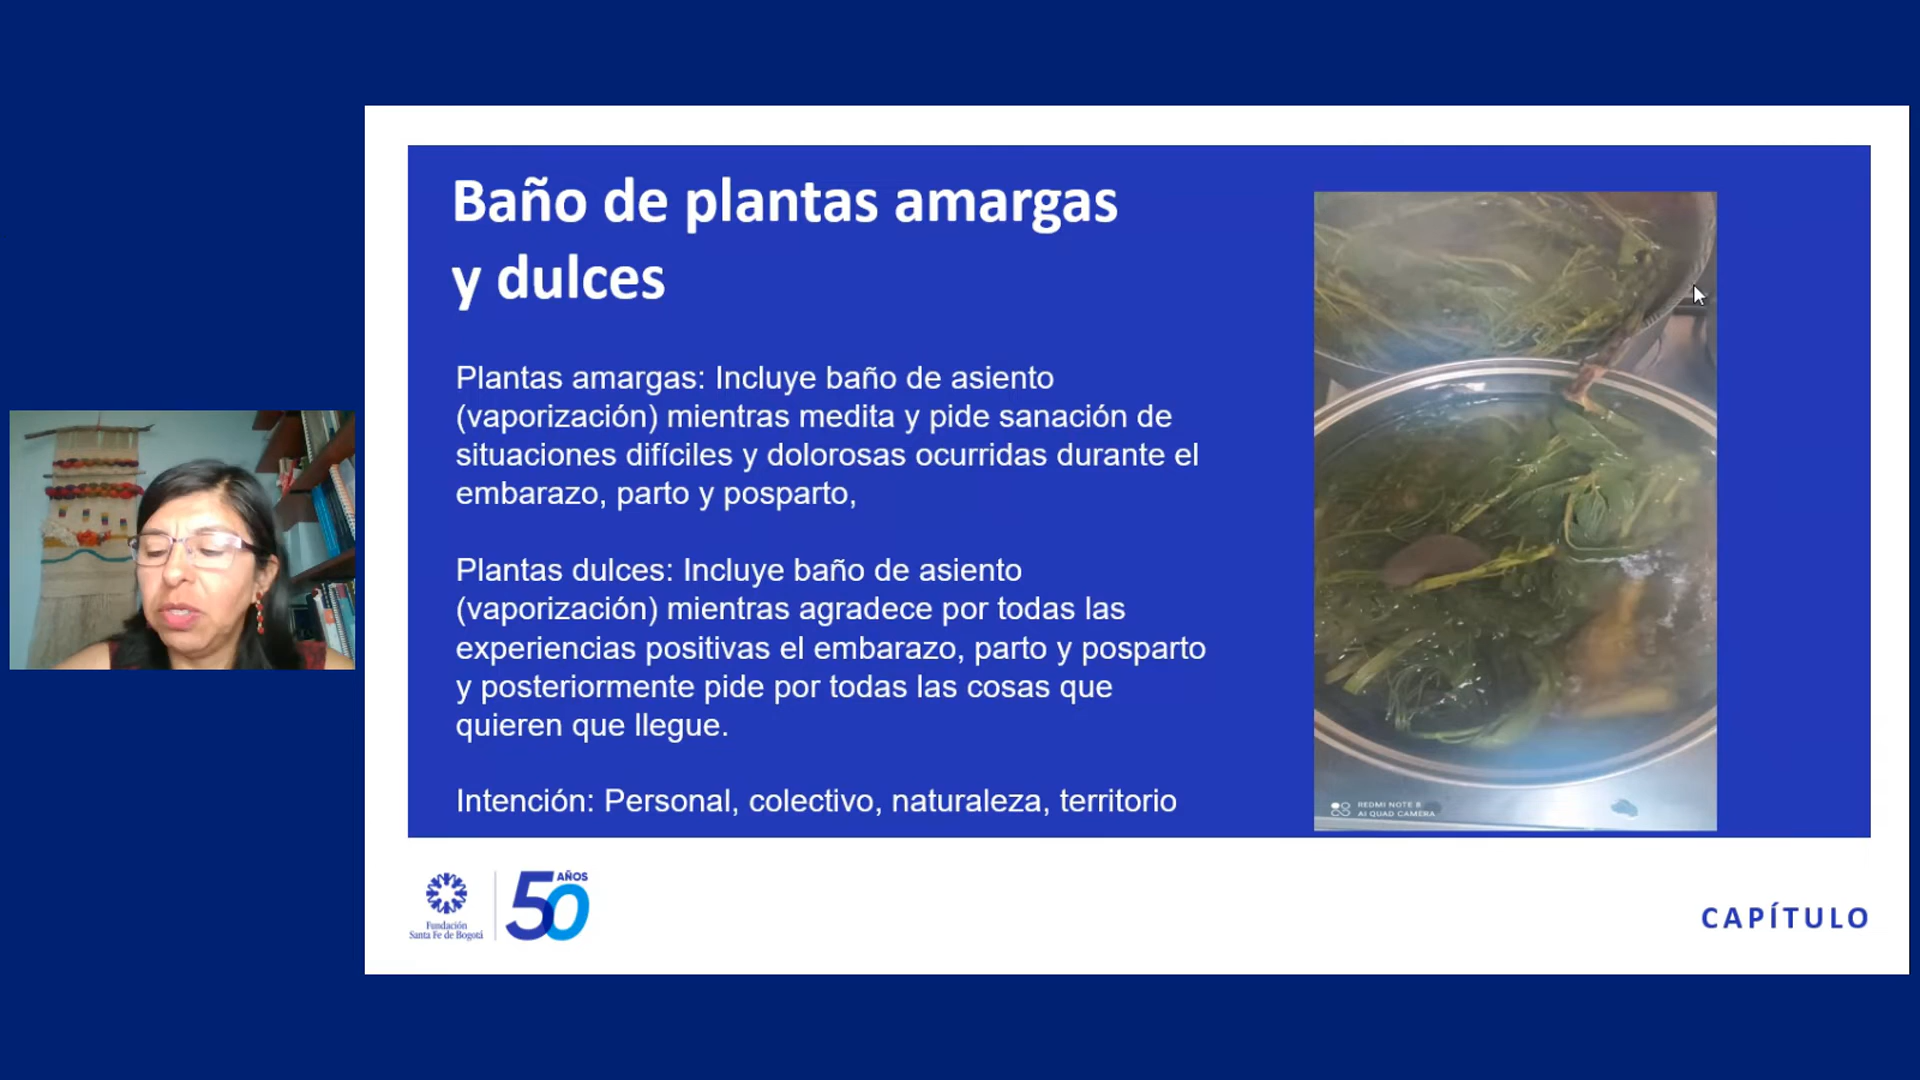 Baño de plantas amargas
y dulces
Plantas amargas: Incluye baño de asiento
(vaporización) mientras medita y pide sanación de
situaciones difíciles y dolorosas ocurridas durante el
embarazo, parto y posparto,
Plantas dulces: Incluye baño de asiento
(vaporización) mientras agradece por todas las
experiencias positivas el embarazo, parto y posparto
y posteriormente pide por todas las cosas que
quieren que llegue.
Intención: Personal, colectivo, naturaleza, territorio
REDMI NOTE 8
AI QUAD CAMERA
Fundación
Santa Fe de Bogotá
50 AÑOS
CAPÍTULO